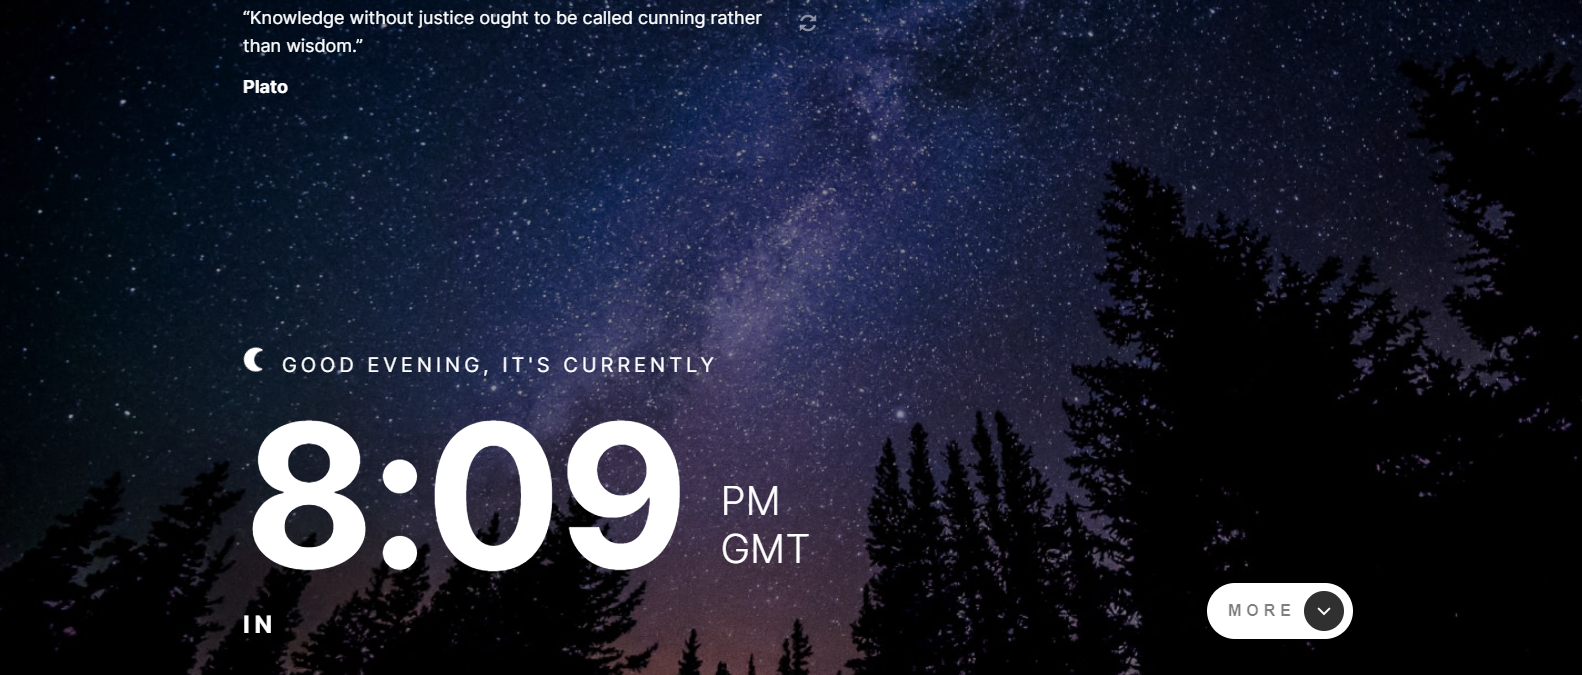 “Knowledge without justice ought to be called cunning rather
than wisdom.”
Plato
GOOD EVENING, IT'S CURRENTLY
8:09 PM GMT
IN
MORE